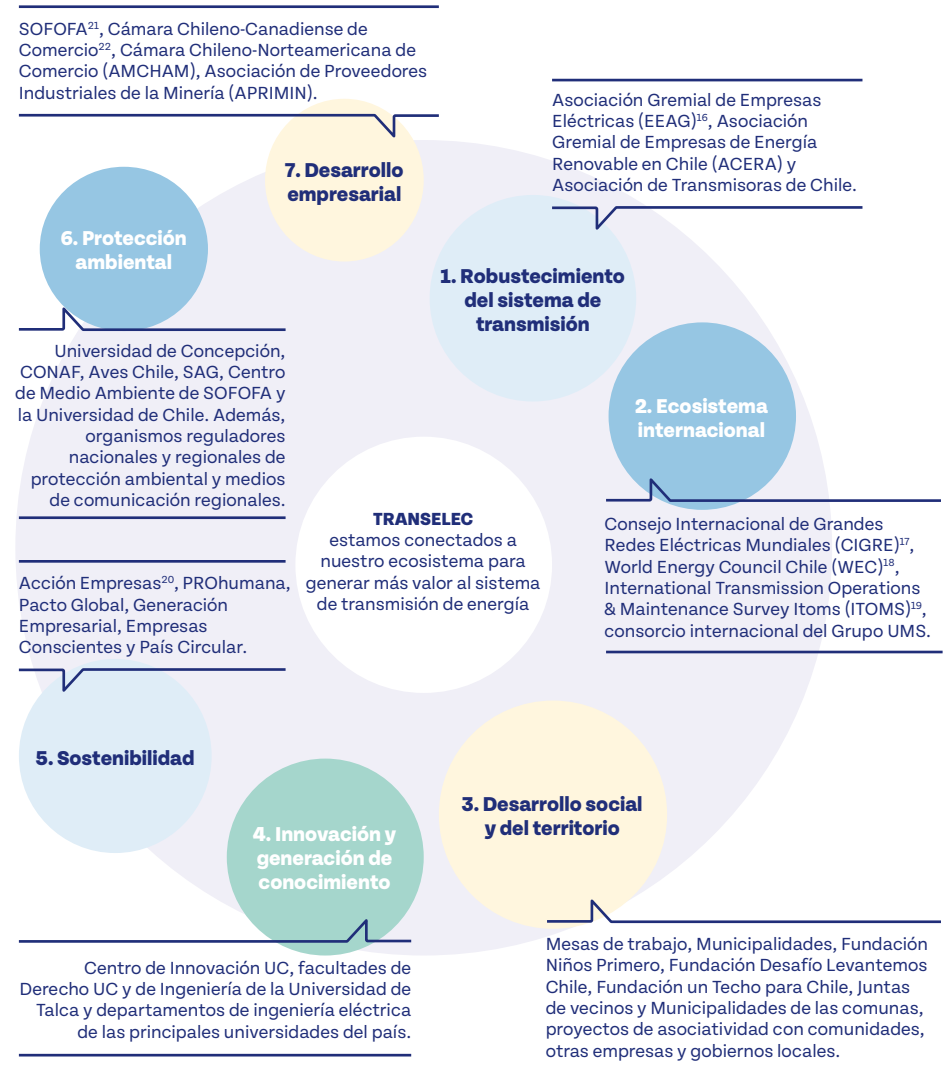 SOFOFA²¹, Cámara Chileno-Canadiense de
Comercio²², Cámara Chileno-Norteamericana de
Comercio (AMCHAM), Asociación de Proveedores
Industriales de la Minería (APRIMIN).
7. Desarrollo
empresarial
Asociación Gremial de Empresas
Eléctricas (EEAG)¹⁶, Asociación
Gremial de Empresas de Energía
Renovable en Chile (ACERA) y
Asociación de Transmisoras de Chile.
1. Robustecimiento
del sistema de
transmisión
6. Protección
ambiental
Universidad de Concepción,
CONAF, Aves Chile, SAG, Centro
de Medio Ambiente de SOFOFA y
la Universidad de Chile. Además,
organismos reguladores
nacionales y regionales de
protección ambiental y medios
de comunicación regionales.
2. Ecosistema
internacional
Consejo Internacional de Grandes
Redes Eléctricas Mundiales (CIGRE)¹⁷,
World Energy Council Chile (WEC)¹⁸,
International Transmission Operations
& Maintenance Survey Itoms (ITOMS)¹⁹,
consorcio internacional del Grupo UMS.
TRANSELEC
estamos conectados a
nuestro ecosistema para
generar más valor al sistema
de transmisión de energía
Acción Empresas²⁰, PROhumana,
Pacto Global, Generación
Empresarial, Empresas
Conscientes y País Circular.
5. Sostenibilidad
4. Innovación y
generación de
conocimiento
Centro de Innovación UC, facultades de
Derecho UC y de Ingeniería de la Universidad de
Talca y departamentos de ingeniería eléctrica
de las principales universidades del país.
3. Desarrollo social
y del territorio
Mesas de trabajo, Municipalidades, Fundación
Niños Primero, Fundación Desafío Levantemos
Chile, Fundación un Techo para Chile, Juntas
de vecinos y Municipalidades de las comunas,
proyectos de asociatividad con comunidades,
otras empresas y gobiernos locales.